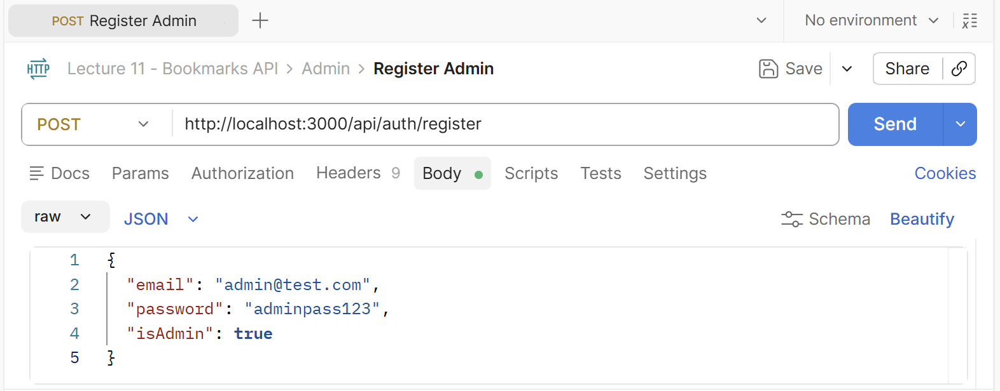 POST Register Admin
No environment
HTTP Lecture 11 - Bookmarks API > Admin > Register Admin
Save
Share
POST http://localhost:3000/api/auth/register
Send
Docs Params Authorization Headers 9 Body Scripts Tests Settings Cookies
raw JSON Schema Beautify
1 {
2 "email": "admin@test.com",
3 "password": "adminpass123",
4 "isAdmin": true
5 }